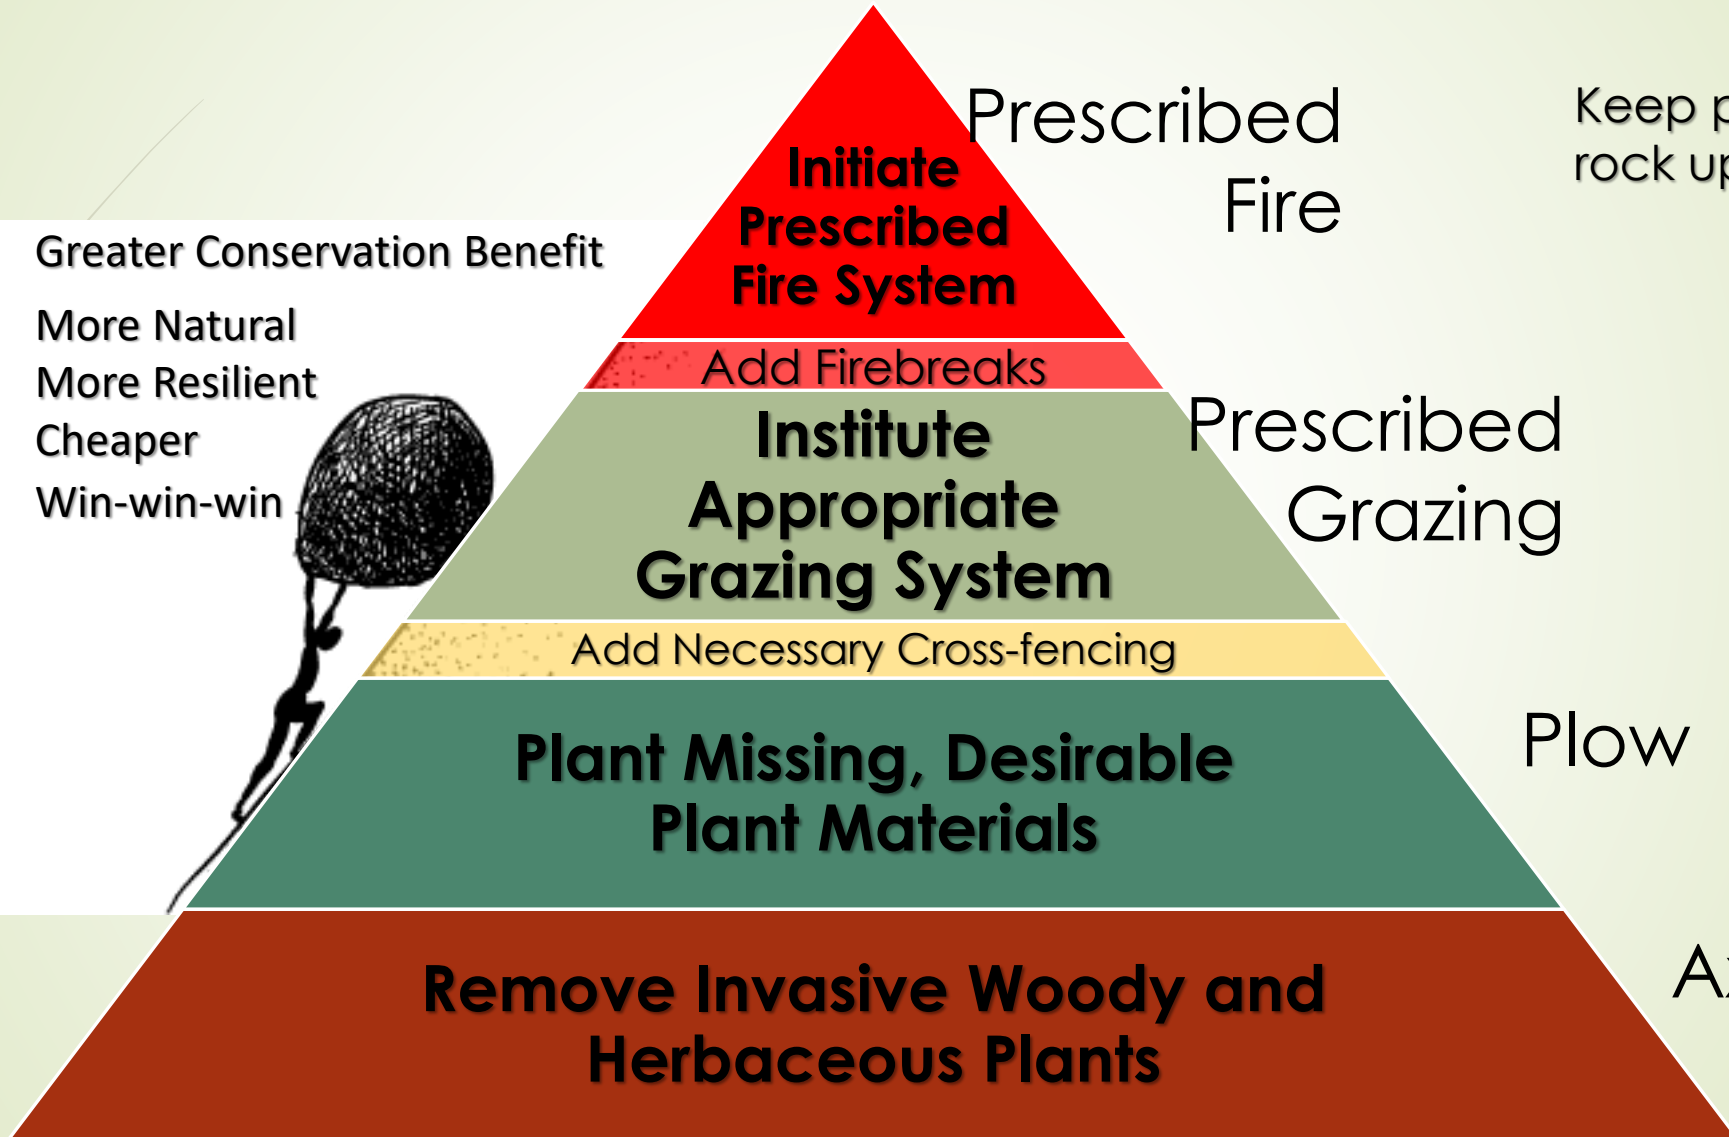 Initiate
Prescribed
Fire System
Prescribed
Fire
Keep
rock
Greater Conservation Benefit
More Natural
More Resilient
Cheaper
Win-win-win
Add Firebreaks
Institute
Appropriate
Grazing System
Prescribed
Grazing
Add Necessary Cross-fencing
Plant Missing, Desirable
Plant Materials
Plow
Remove Invasive Woody and
Herbaceous Plants